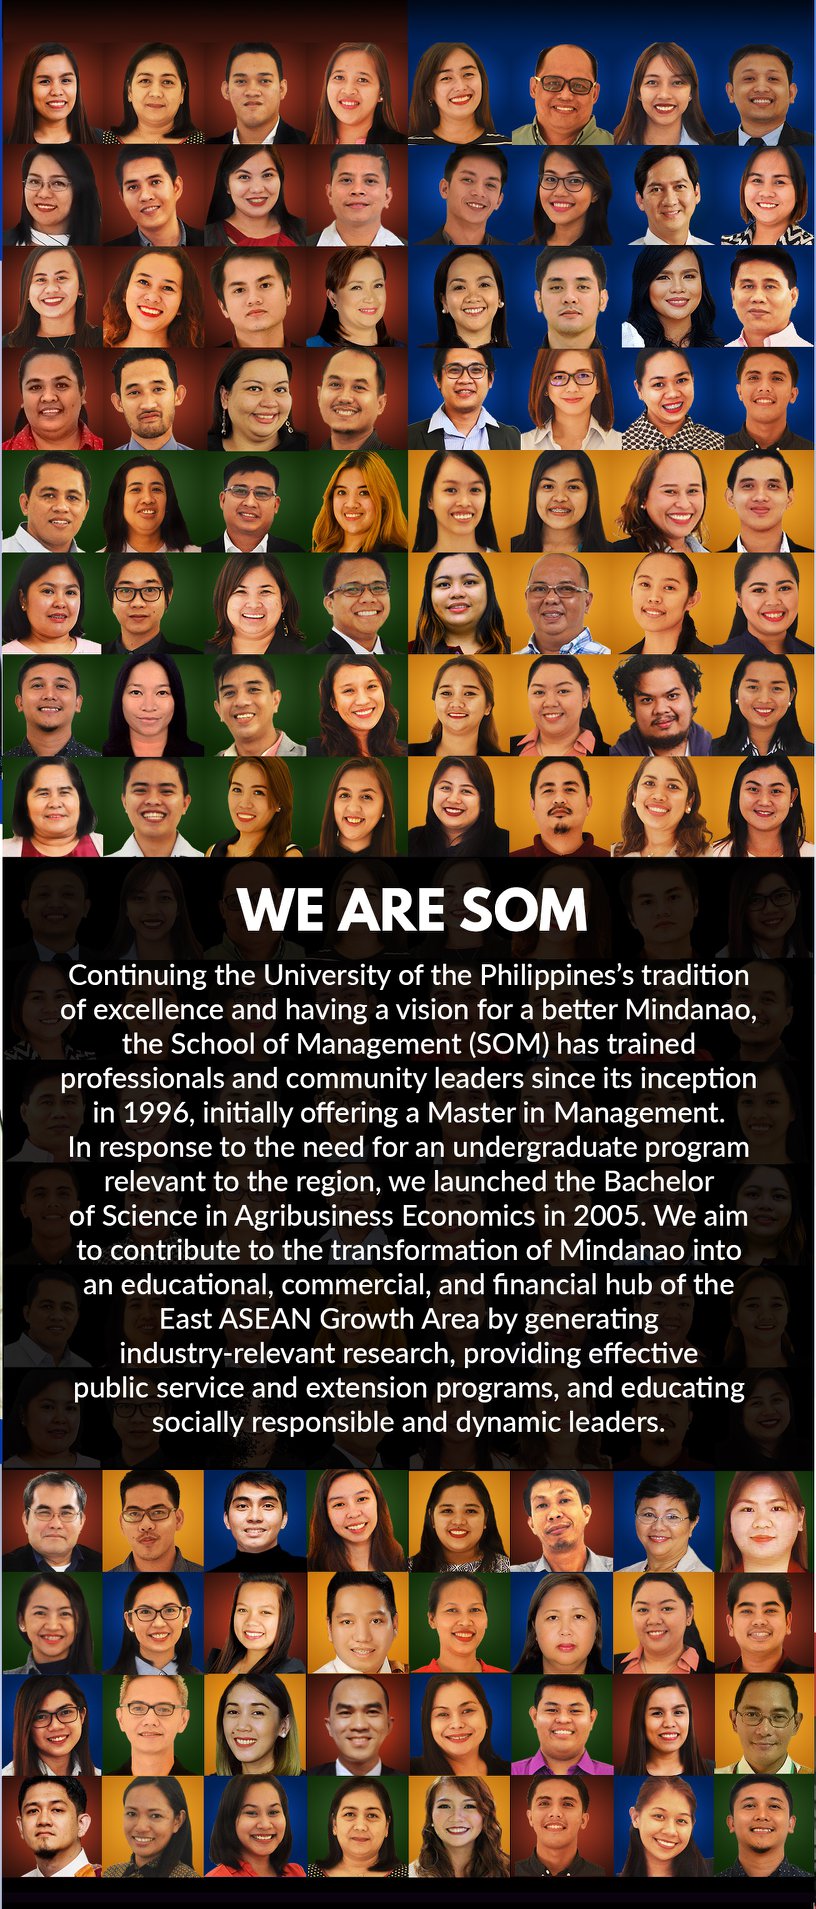 WE ARE SOM
Continuing the University of the Philippines’s tradition
of excellence and having a vision for a better Mindanao,
the School of Management (SOM) has trained
professionals and community leaders since its inception
in 1996, initially offering a Master in Management.
In response to the need for an undergraduate program
relevant to the region, we launched the Bachelor
of Science in Agribusiness Economics in 2005. We aim
to contribute to the transformation of Mindanao into
an educational, commercial, and financial hub of the
East ASEAN Growth Area by generating
industry-relevant research, providing effective
public service and extension programs, and educating
socially responsible and dynamic leaders.